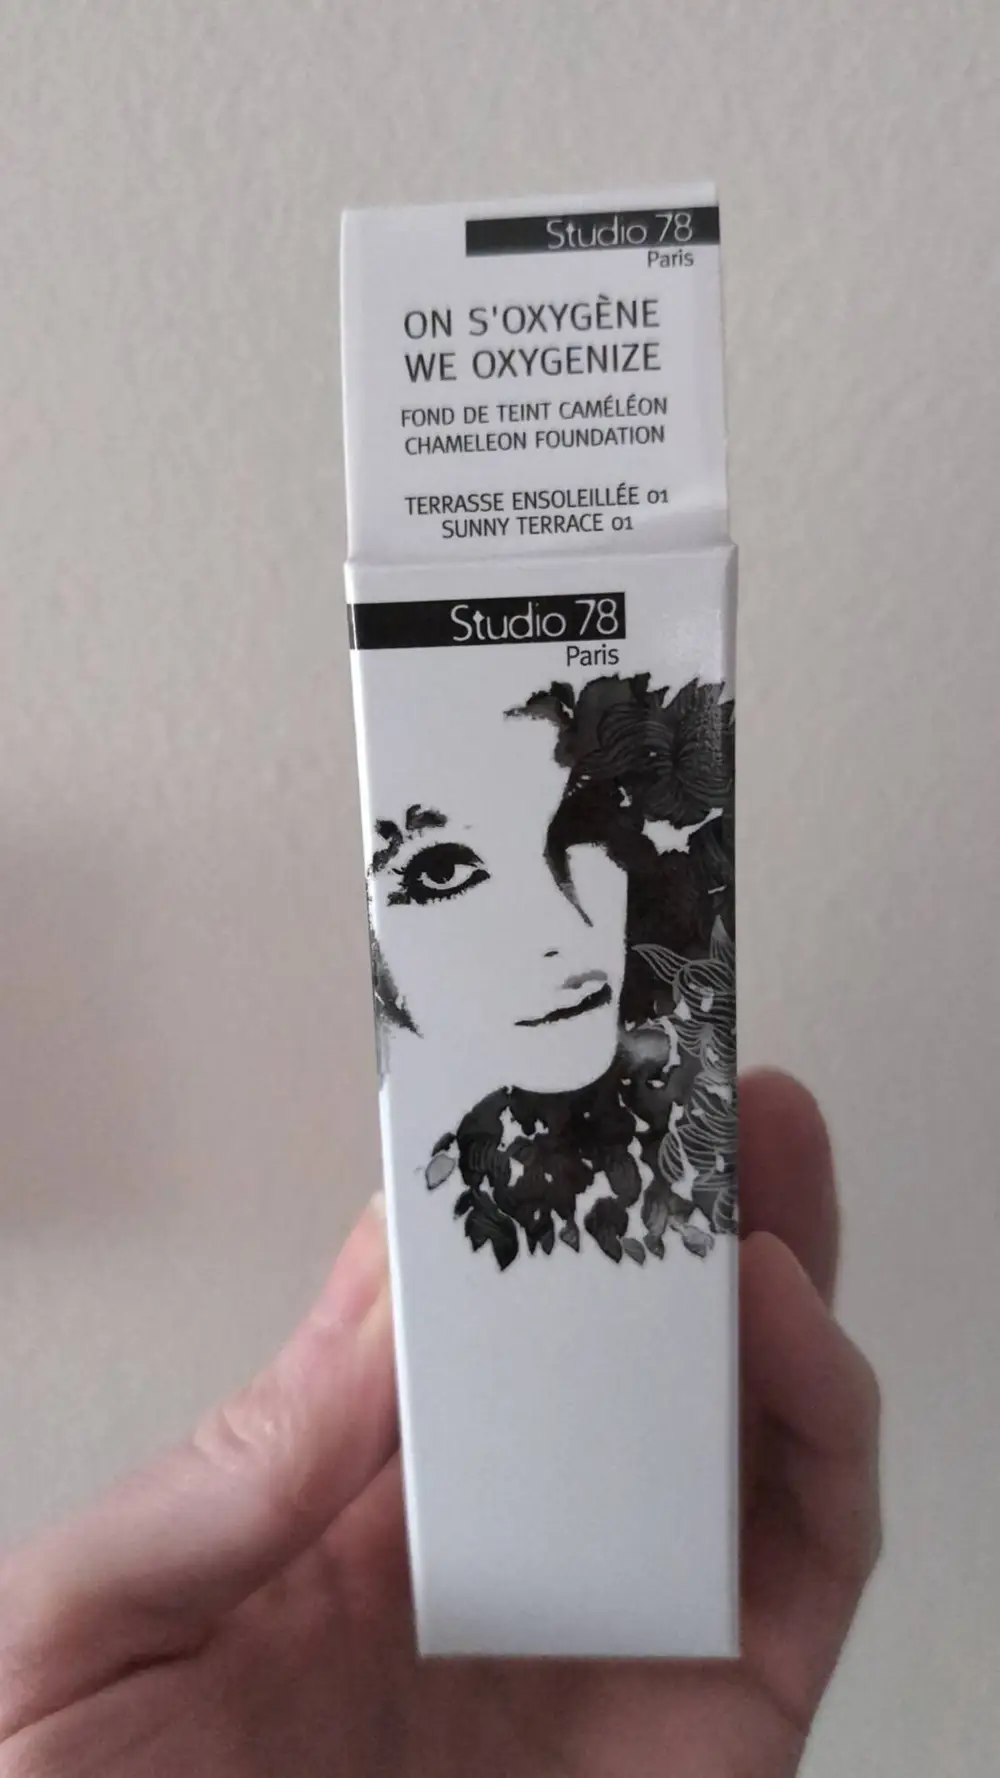 Studio 78
Paris
ON S'OXYGÈNE
WE OXYGENIZE
FOND DE TEINT CAMÉLÉON
CHAMELEON FOUNDATION
TERRASSE ENSOLEILLÉE 01
SUNNY TERRACE 01
Studio 78
Paris